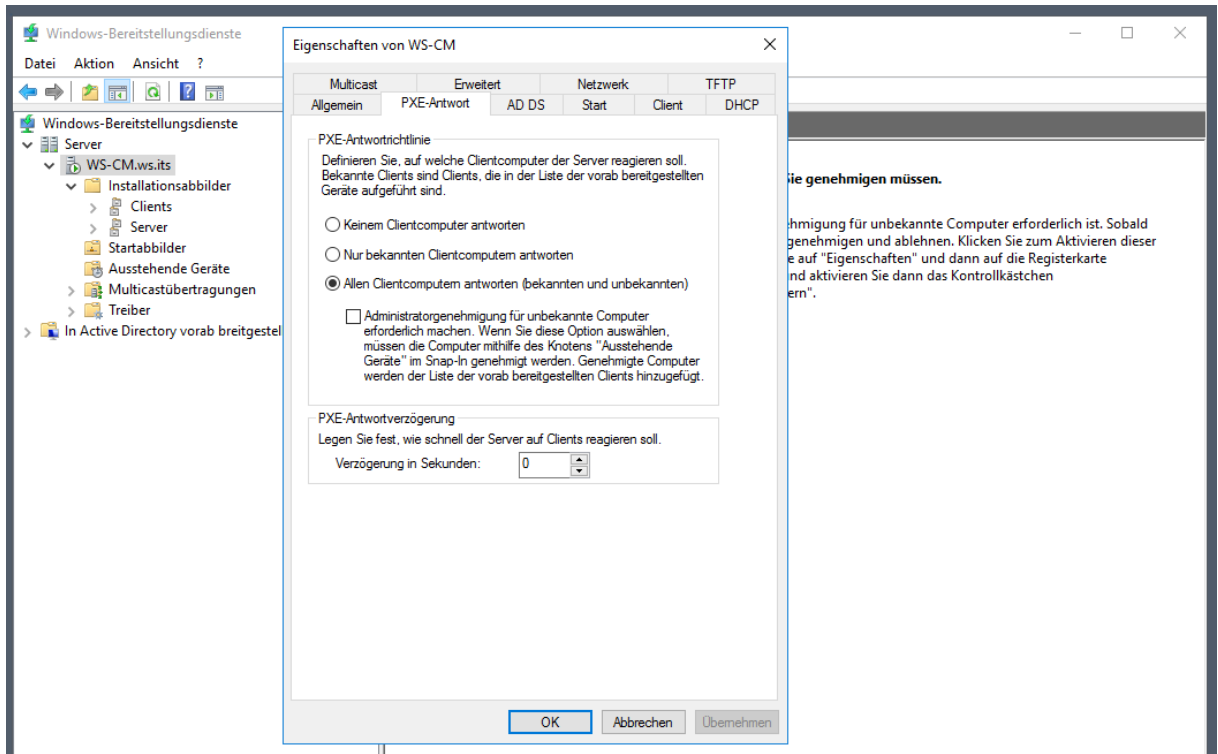 Windows-Bereitstellungsdienste
Datei Aktion Ansicht ?
Windows-Bereitstellungsdienste
Server
WS-CM.ws.its
Installationsabbilder
Clients
Server
Startabbilder
Ausstehende Geräte
Multicastübertragungen
Treiber
In Active Directory vorab breitgestel
Eigenschaften von WS-CM
Multicast Erweitert Netzwerk TFTP
Allgemein PXE-Antwort AD DS Start Client DHCP
PXE-Antwortrichtlinie
Definieren Sie, auf welche Clientcomputer der Server reagieren soll.
Bekannte Clients sind Clients, die in der Liste der vorab bereitgestellten
Geräte aufgeführt sind.
Keinem Clientcomputer antworten
Nur bekannten Clientcomputern antworten
Allen Clientcomputern antworten (bekannten und unbekannten)
Administratorgenehmigung für unbekannte Computer
erforderlich machen. Wenn Sie diese Option auswählen,
müssen die Computer mithilfe des Knotens "Ausstehende
Geräte" im Snap-In genehmigt werden. Genehmigte Computer
werden der Liste der vorab bereitgestellten Clients hinzugefügt.
PXE-Antwortverzögerung
Legen Sie fest, wie schnell der Server auf Clients reagieren soll.
Verzögerung in Sekunden: 0
OK Abbrechen Übernehmen
Sie genehmigen müssen.
ehmigung für unbekannte Computer erforderlich ist. Sobald
genehmigen und ablehnen. Klicken Sie zum Aktivieren dieser
e auf "Eigenschaften" und dann auf die Registerkarte
nd aktivieren Sie dann das Kontrollkästchen
ern".